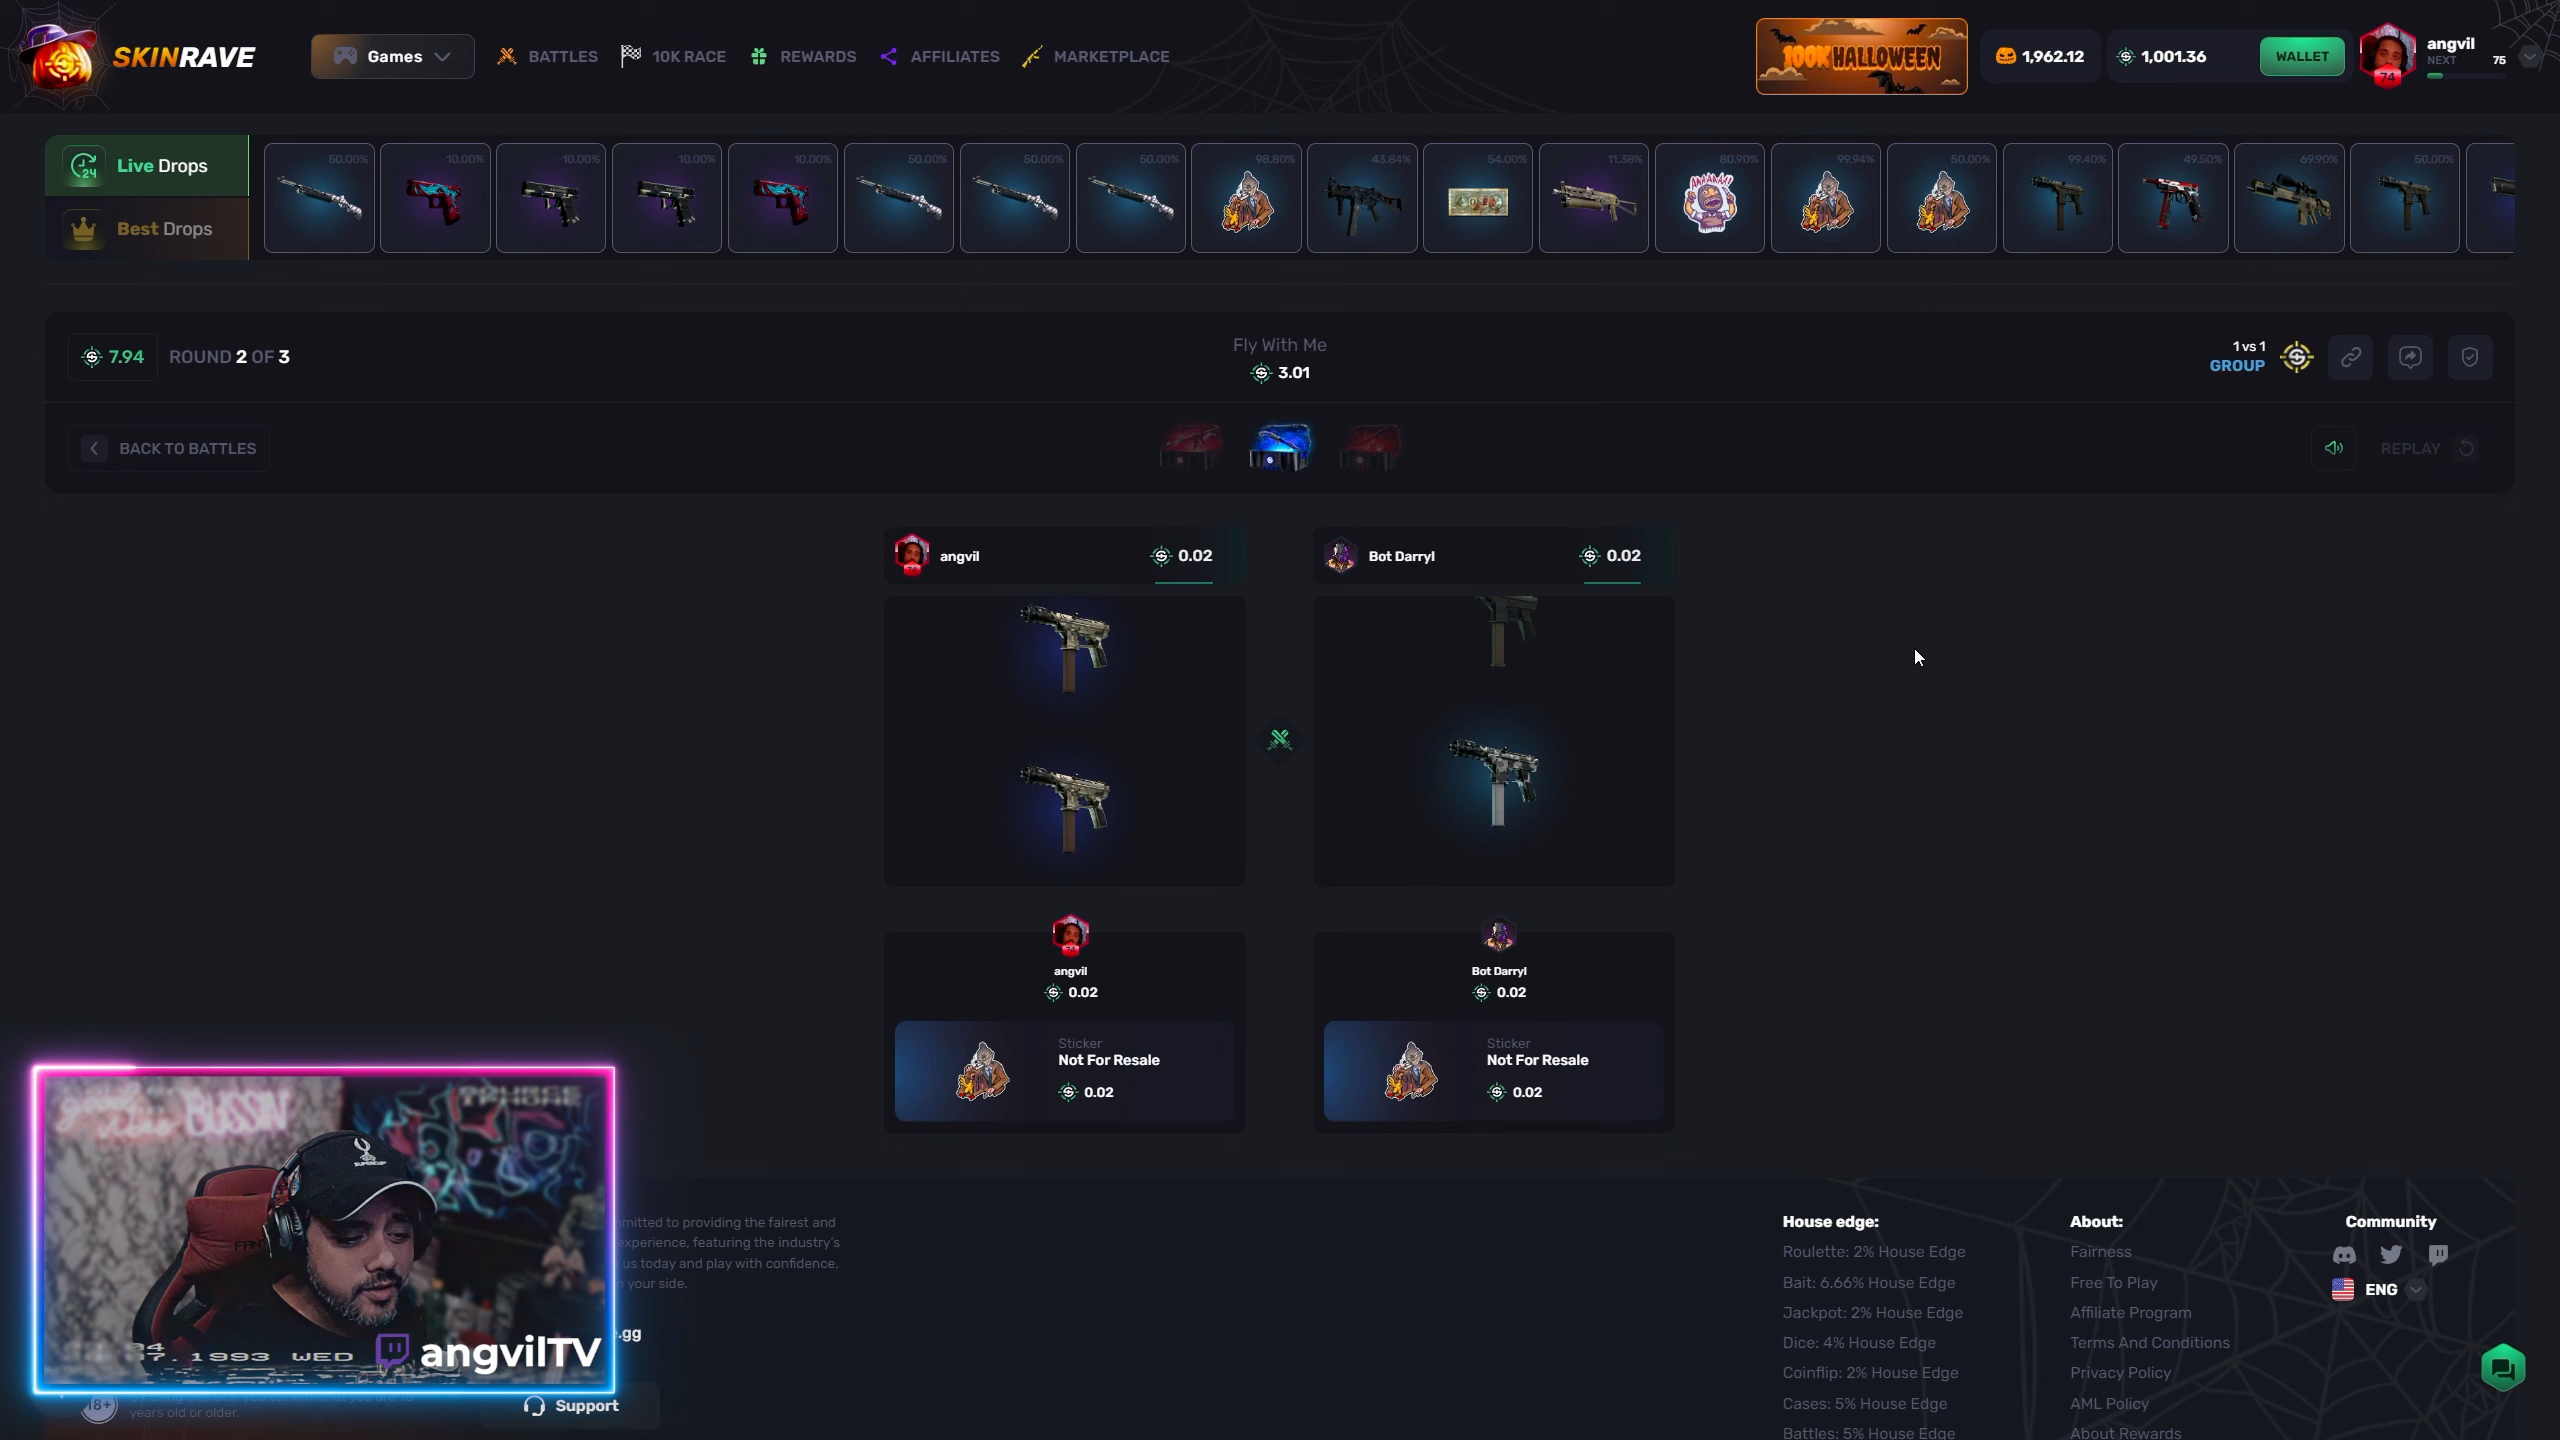 SKINRAVE
Games
BATTLES
10K RACE
REWARDS
AFFILIATES
MARKETPLACE
100K HALLOWEEN
1,962.12
1,001.36
WALLET
74
angvil
NEXT 75
Live Drops
24
Best Drops
50.00%
10.00%
10.00%
10.00%
10.00%
50.00%
50.00%
50.00%
98.80%
43.84%
54.00%
11.38%
80.90%
99.94%
50.00%
99.40%
49.50%
69.90%
50.00%
7.94
ROUND 2 OF 3
Fly With Me
3.01
1 vs 1
GROUP
BACK TO BATTLES
REPLAY
angvil
0.02
Bot Darryl
0.02
angvil
0.02
Sticker
Not For Resale
0.02
Bot Darryl
0.02
Sticker
Not For Resale
0.02
BUSSIN
1993 WED
angvilTV
mmitted to providing the fairest and
experience, featuring the industry's
us today and play with confidence,
n your side.
.gg
18+
years old or older.
Support
House edge:
Roulette: 2% House Edge
Bait: 6.66% House Edge
Jackpot: 2% House Edge
Dice: 4% House Edge
Coinflip: 2% House Edge
Cases: 5% House Edge
Battles: 5% House Edge
About:
Fairness
Free To Play
Affiliate Program
Terms And Conditions
Privacy Policy
AML Policy
About Rewards
Community
ENG